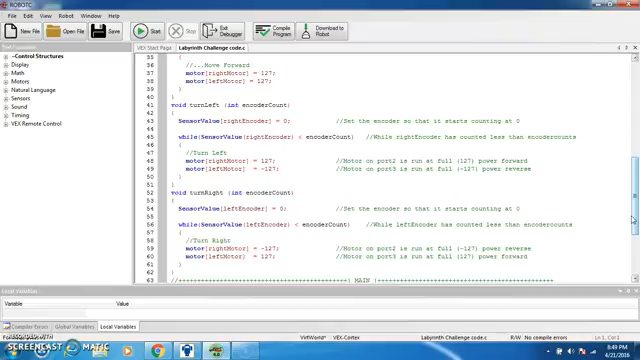 ROBOTC
File Edit View Robot Window Help
New File Open File Save Start Stop Exit Debugger Compile Program Download to Robot
Text Functions VEX Start Page Labyrinth Challenge code.c
Control Structures
Display
Math
Motors
Natural Language
Sensors
Sound
Timing
VEX Remote Control
35 {
36 //...Move Forward
37 motor[rightMotor] = 127;
38 motor[leftMotor] = 127;
39 }
40 }
41 void turnLeft (int encoderCount)
42 {
43 SensorValue[rightEncoder] = 0; //Set the encoder so that it starts counting at 0
44
45 while(SensorValue[rightEncoder] < encoderCount) //While rightEncoder has counted less than encodercounts
46 {
47 //Turn Left
48 motor[rightMotor] = 127; //Motor on port2 is run at full (127) power forward
49 motor[leftMotor] = -127; //Motor on port3 is run at full (-127) power reverse
50 }
51 }
52 void turnRight (int encoderCount)
53 {
54 SensorValue[leftEncoder] = 0; //Set the encoder so that it starts counting at 0
55
56 while(SensorValue[leftEncoder] < encoderCount) //While leftEncoder has counted less than encodercounts
57 {
58 //Turn Right
59 motor[rightMotor] = -127; //Motor on port2 is run at full (-127) power reverse
60 motor[leftMotor] = 127; //Motor on port3 is run at full (127) power forward
61 }
62 }
63 MAIN
Local Variables
Variable Value
Compiler Errors Global Variables Local Variables
RECORDED WITH
SCREENCAST MATIC
VirtWorld VEX-Cortex Labyrinth Challenge code.c R/W No compile errors
8:49 PM
4/21/2016